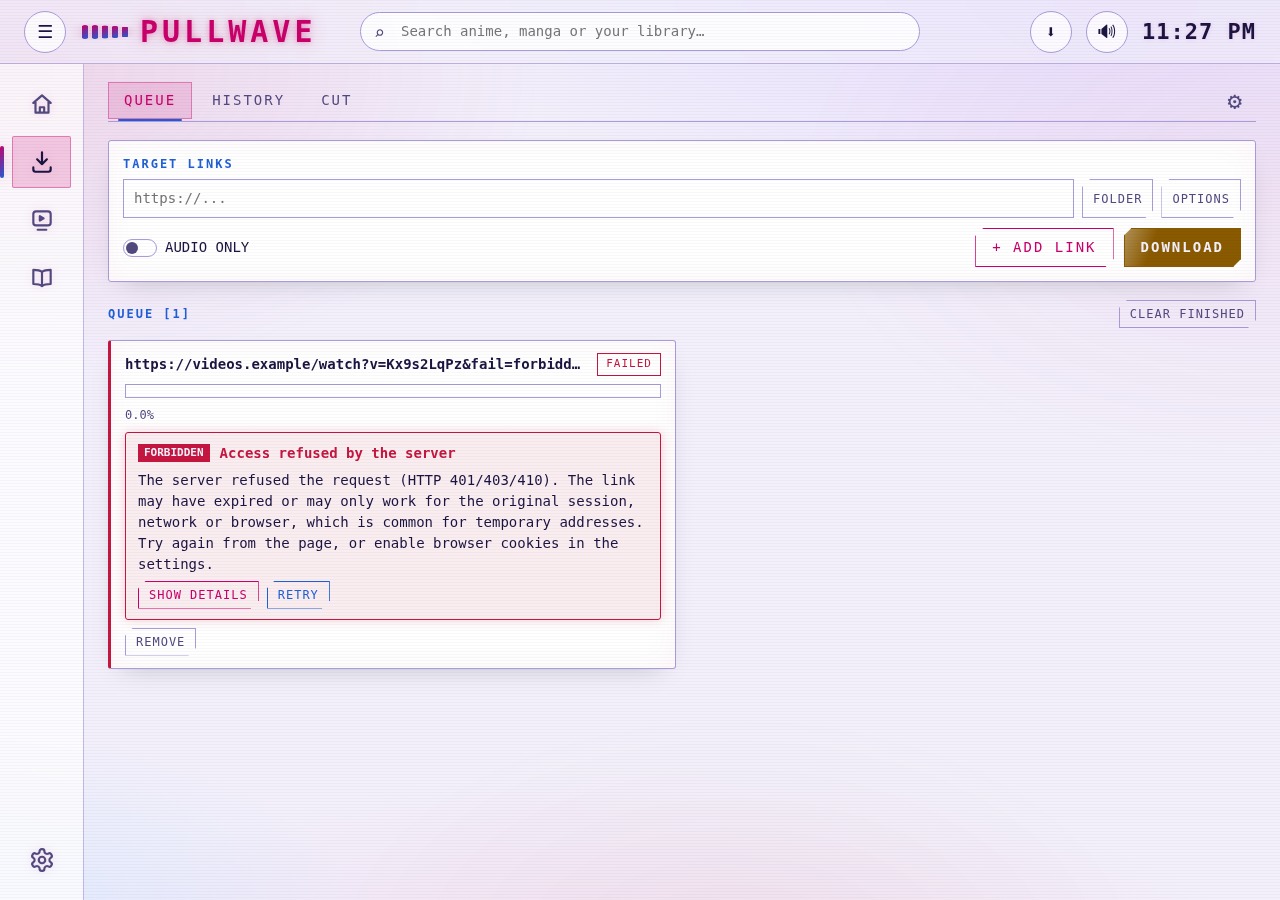 ☰ PULLWAVE
Search anime, manga or your library…
11:27 PM
QUEUE HISTORY CUT
TARGET LINKS
https://...
FOLDER OPTIONS
AUDIO ONLY
+ ADD LINK DOWNLOAD
QUEUE [1]
CLEAR FINISHED
https://videos.example/watch?v=Kx9s2LqPz&fail=forbidd…
FAILED
0.0%
FORBIDDEN Access refused by the server
The server refused the request (HTTP 401/403/410). The link
may have expired or may only work for the original session,
network or browser, which is common for temporary addresses.
Try again from the page, or enable browser cookies in the
settings.
SHOW DETAILS RETRY
REMOVE